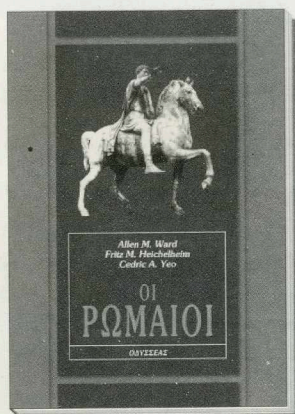 Allen M. Ward
Fritz M. Heichelheim
Cedric A. Yeo
ΟΙ
ΡΩΜΑΙΟΙ
ΟΔΥΣΣΕΑΣ